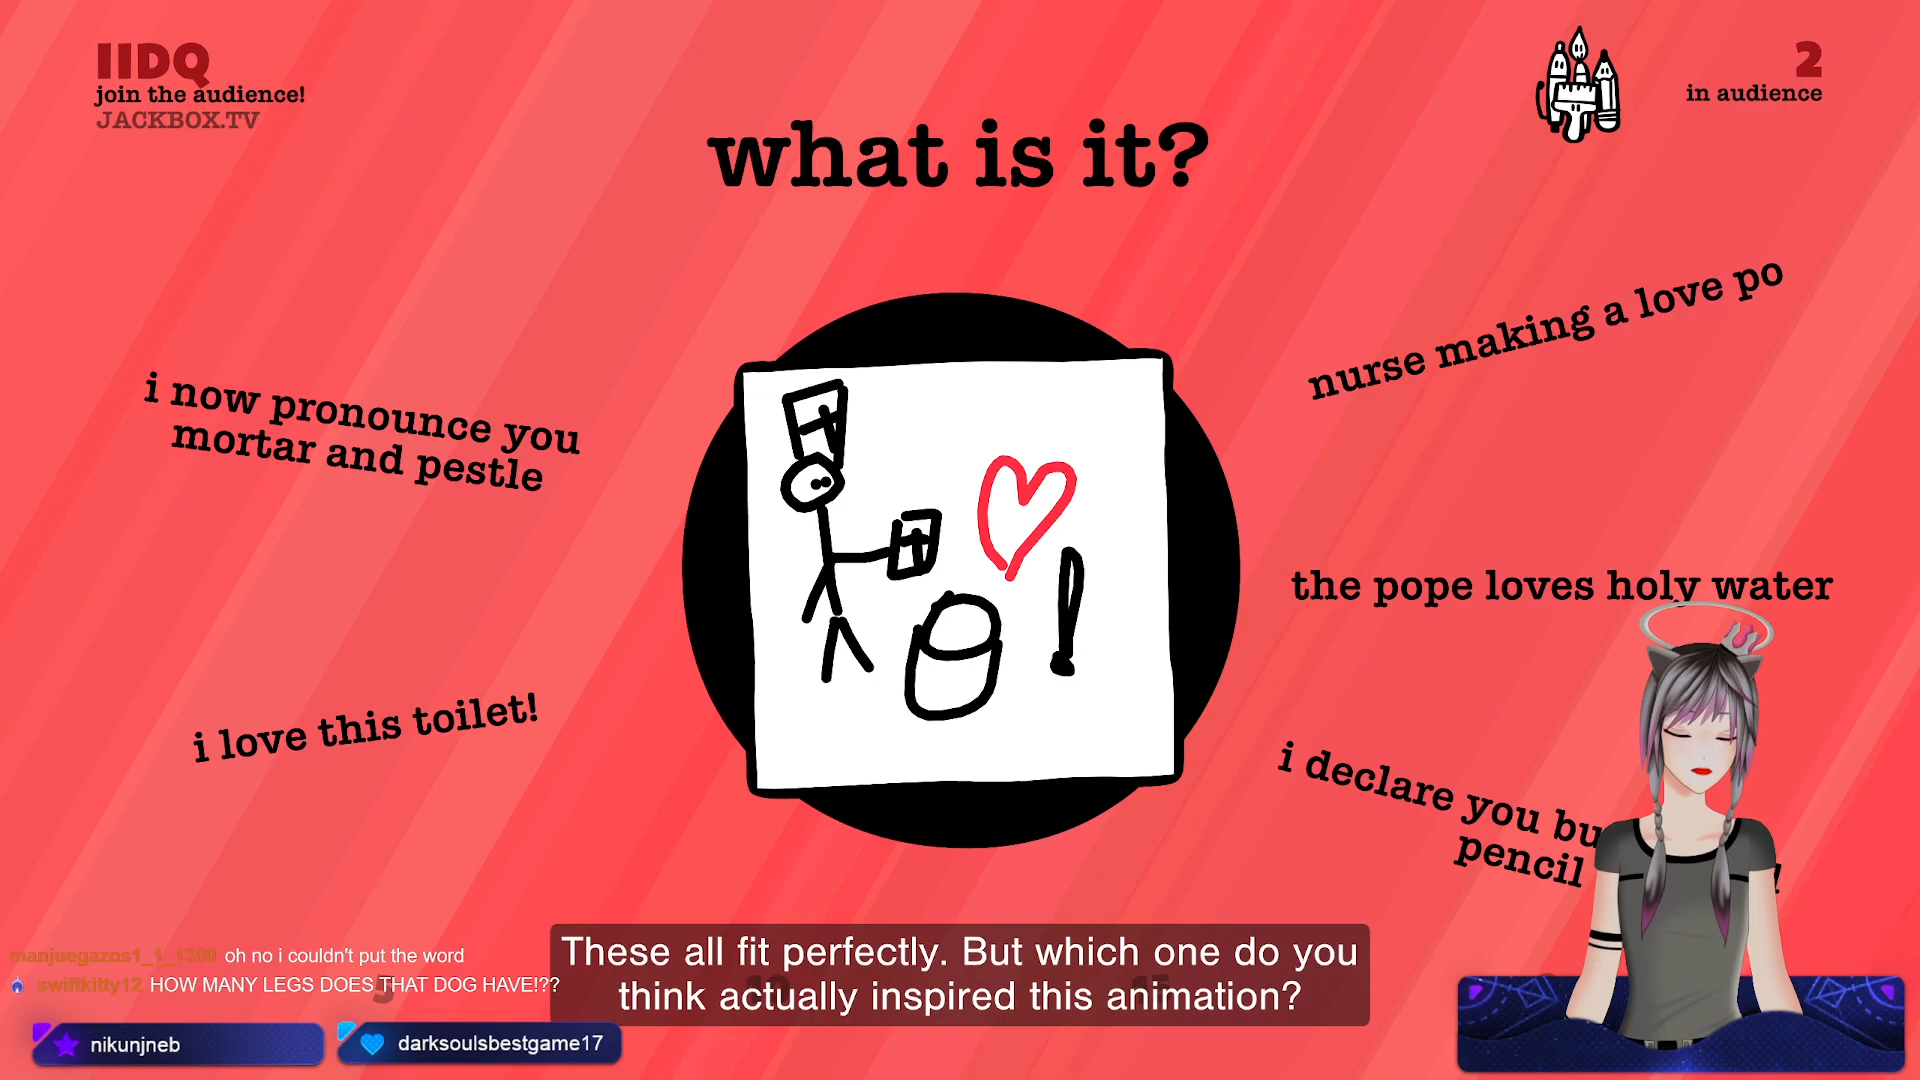 IIDQ
join the audience!
JACKBOX.TV
2
in audience
what is it?
i now pronounce you
mortar and pestle
i love this toilet!
nurse making a love po
the pope loves holy water
i declare you
pencil
These all fit perfectly. But which one do you
think actually inspired this animation?
manjuegazos1_1_1380 oh no i couldn't put the word
swiftkitty12 HOW MANY LEGS DOES THAT DOG HAVE!??
nikunjneb
darksoulsbestgame17